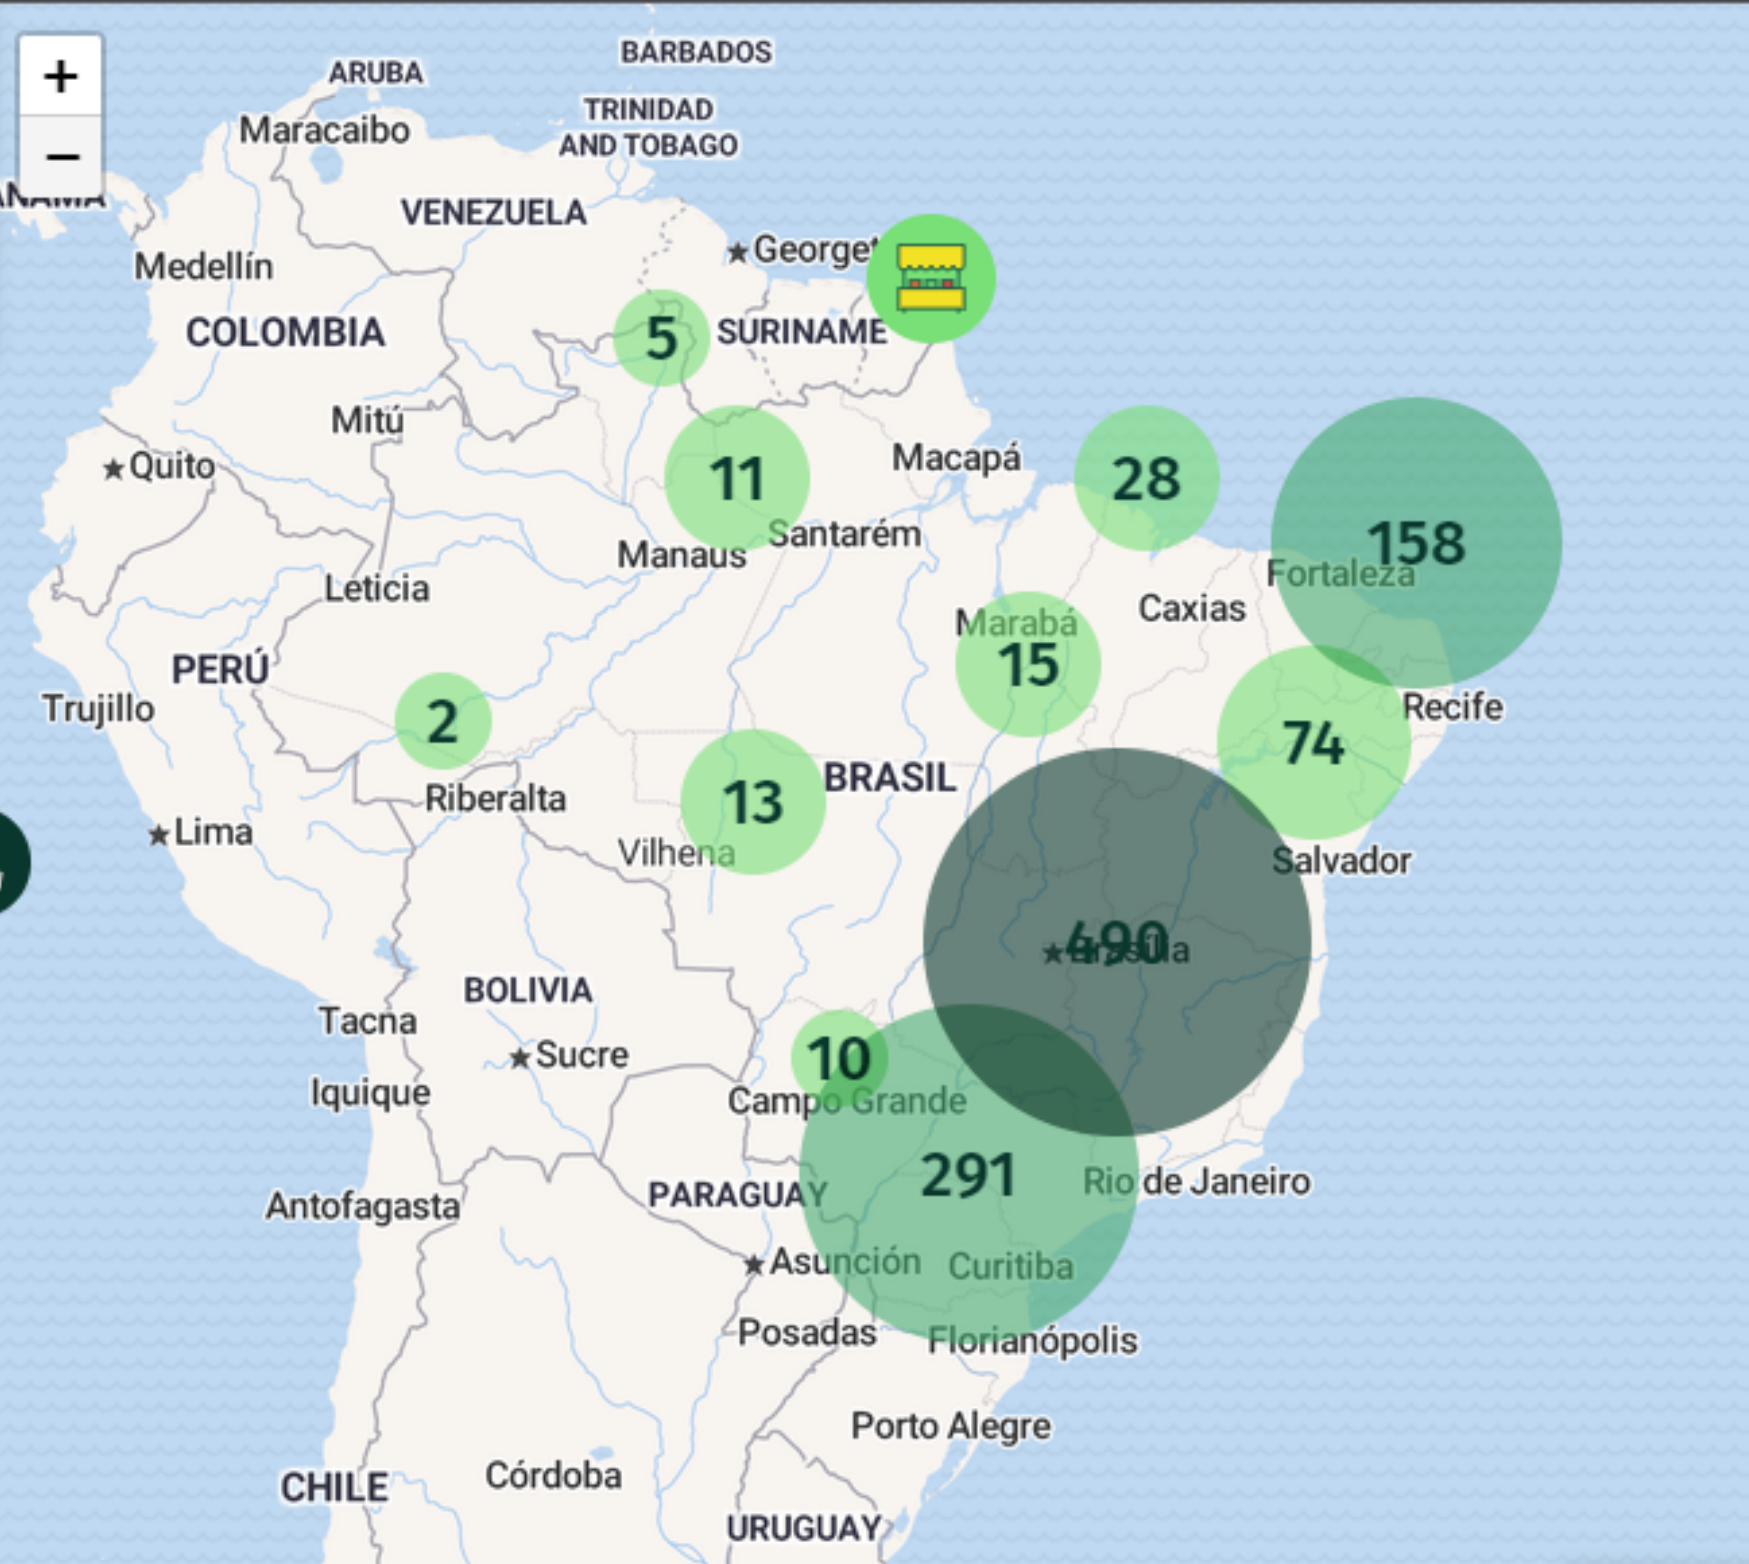 +
BARBADOS
ARUBA
TRINIDAD
AND TOBAGO
Maracaibo
−
VENEZUELA
Georget
Medellín
COLOMBIA
5
SURINAME
Mitú
Macapá
Quito
11
28
158
Santarém
Manaus
Fortaleza
Leticia
Caxias
Marabá
15
PERÚ
Trujillo
2
Recife
74
BRASIL
13
Riberalta
Lima
Vilhena
Salvador
490
Brasília
BOLIVIA
Tacna
Sucre
10
Iquique
Campo Grande
291
Rio de Janeiro
PARAGUAY
Antofagasta
Asunción
Curitiba
Posadas
Florianópolis
Porto Alegre
Córdoba
CHILE
URUGUAY